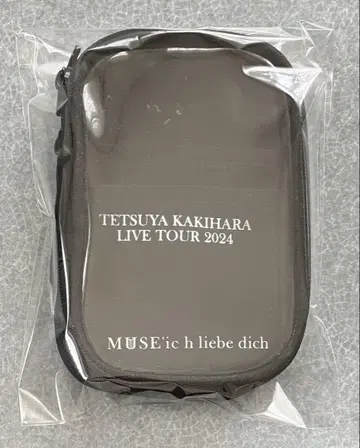 TETSUYA KAKIHARA
LIVE TOUR 2024
MUSE'ic h liebe dich